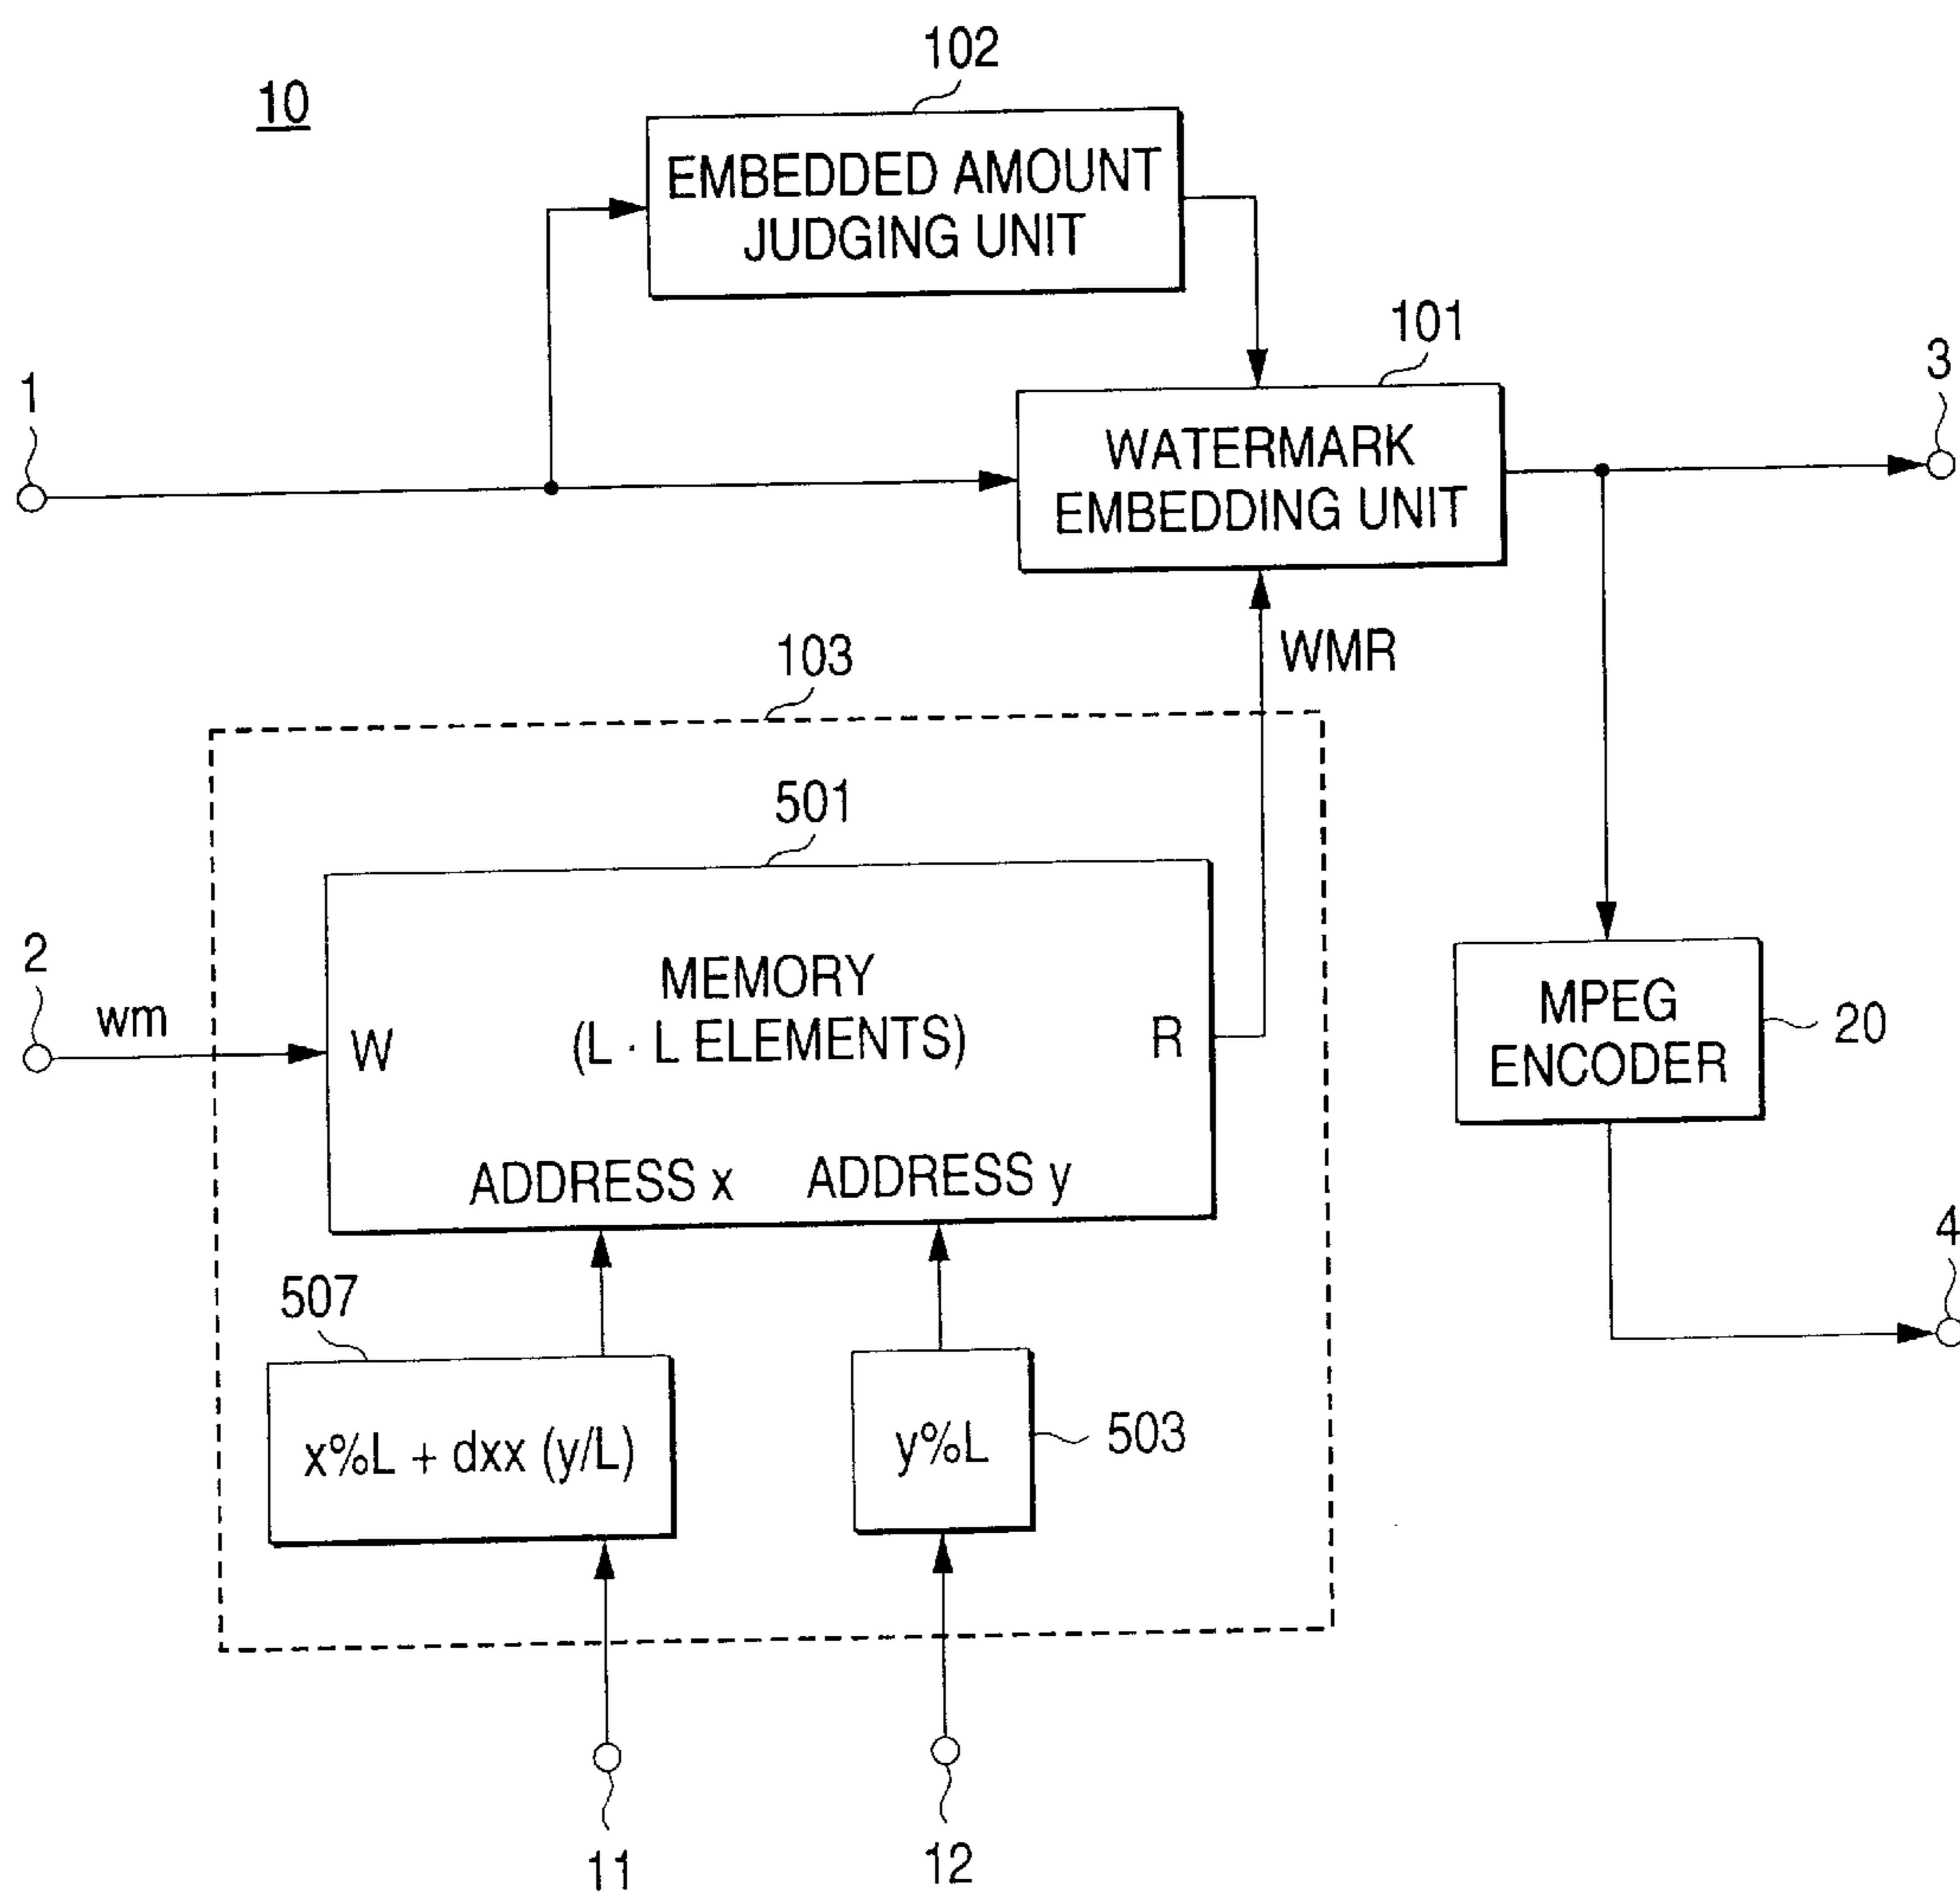 102
10
EMBEDDED AMOUNT
JUDGING UNIT
101
3
1
WATERMARK
EMBEDDING UNIT
WMR
103
501
2
wm
MEMORY
W
(L · L ELEMENTS)
R
MPEG
ENCODER
20
ADDRESS x
ADDRESS y
4
507
x%L + dxx (y/L)
y%L
503
11
12